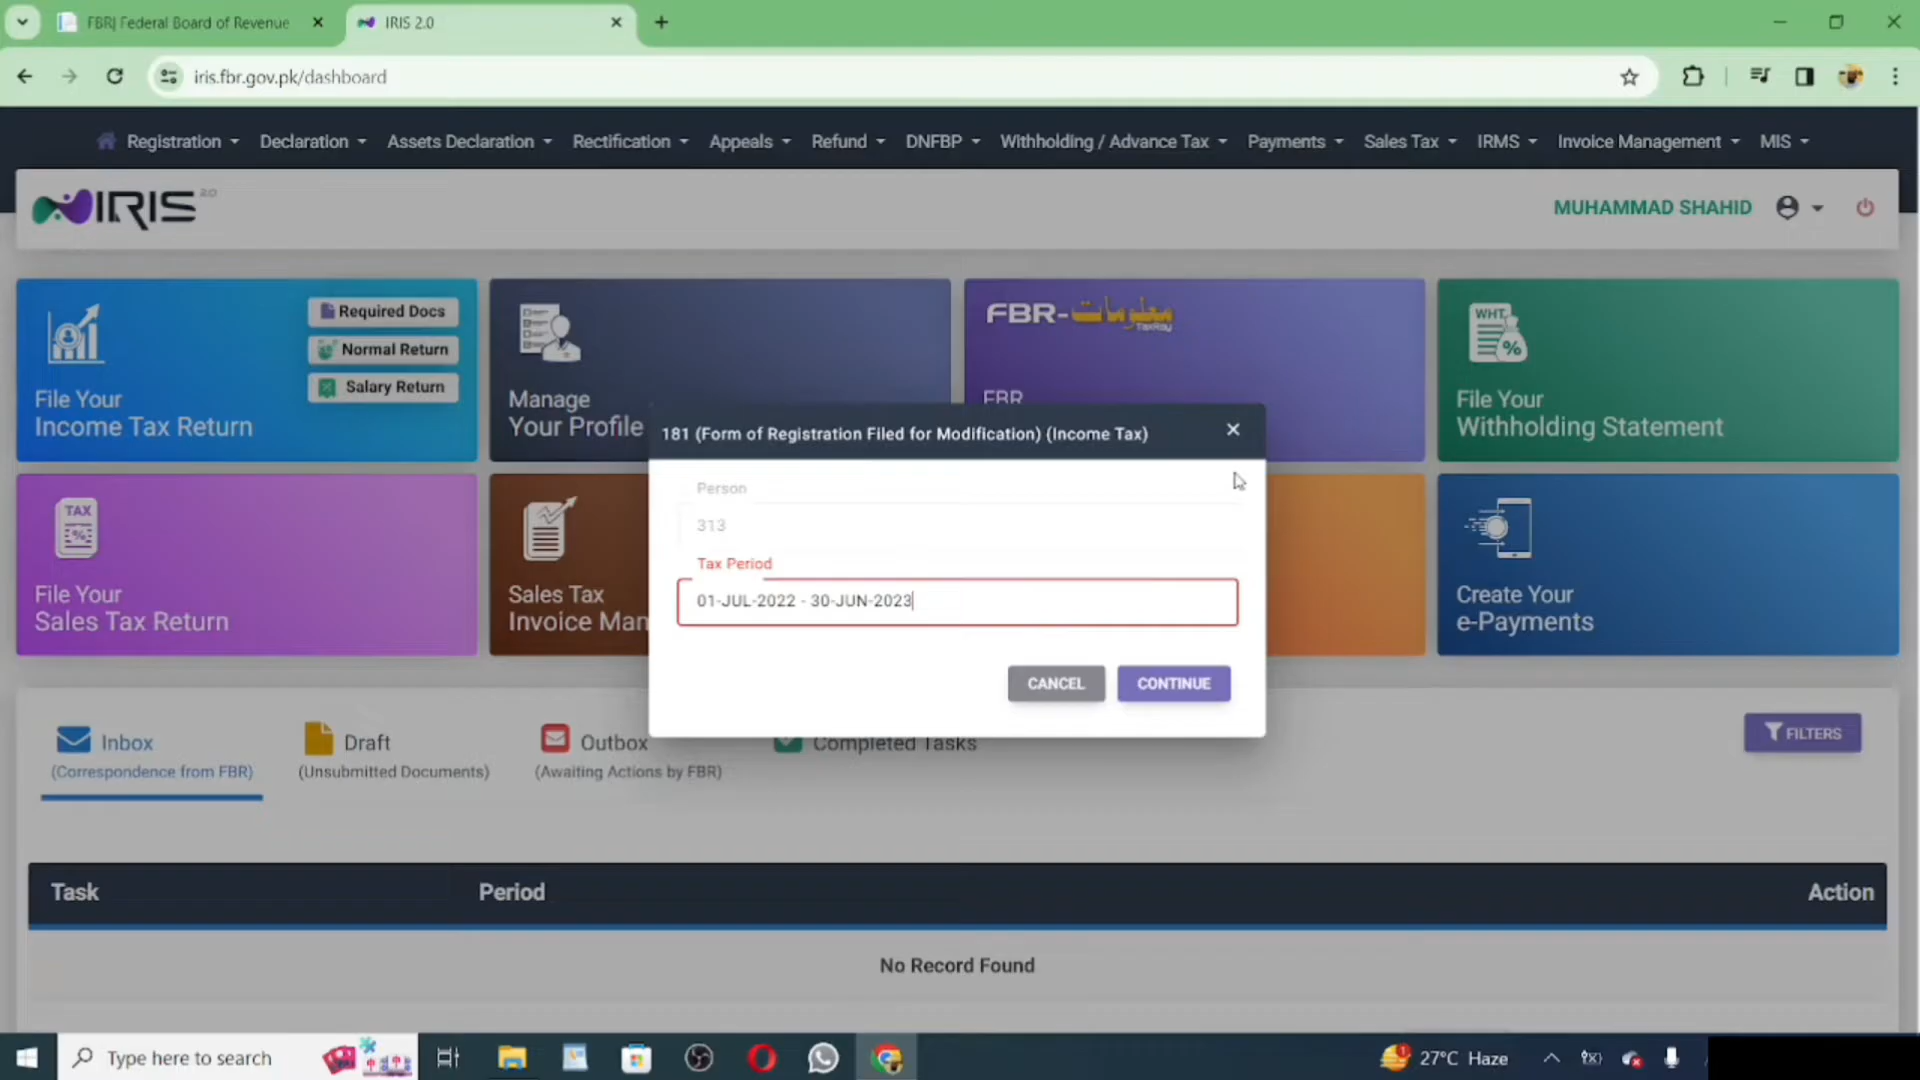 FBR| Federal Board of Revenue
IRIS 2.0
iris.fbr.gov.pk/dashboard
Registration
Declaration
Assets Declaration
Rectification
Appeals
Refund
DNFBP
Withholding / Advance Tax
Payments
Sales Tax
IRMS
Invoice Management
MIS
IRIS 2.0
MUHAMMAD SHAHID
Required Docs
Normal Return
Salary Return
File Your
Income Tax Return
Manage
Your Profile
FBR-معلومات
TaxRay
FBR
WHT
%
File Your
Withholding Statement
181 (Form of Registration Filed for Modification) (Income Tax)
Person
313
Tax Period
01-JUL-2022 - 30-JUN-2023
CANCEL
CONTINUE
TAX
%
File Your
Sales Tax Return
Sales Tax
Invoice Man
Create Your
e-Payments
Inbox
(Correspondence from FBR)
Draft
(Unsubmitted Documents)
Outbox
(Awaiting Actions by FBR)
Completed Tasks
FILTERS
Task
Period
Action
No Record Found
Type here to search
27°C Haze